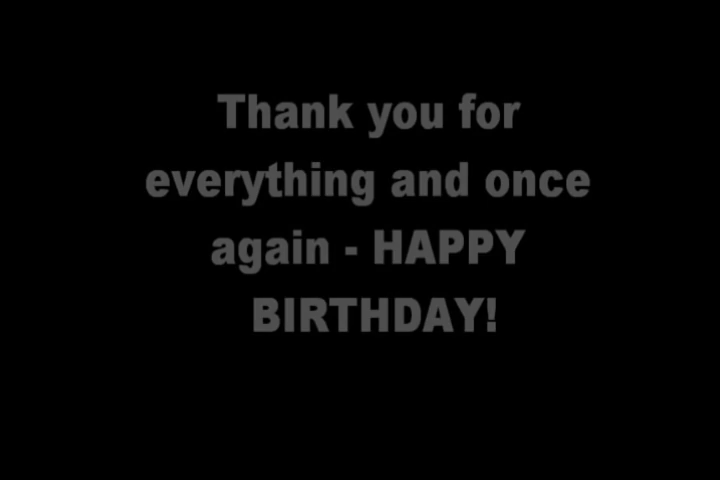 Thank you for
everything and once
again - HAPPY
BIRTHDAY!